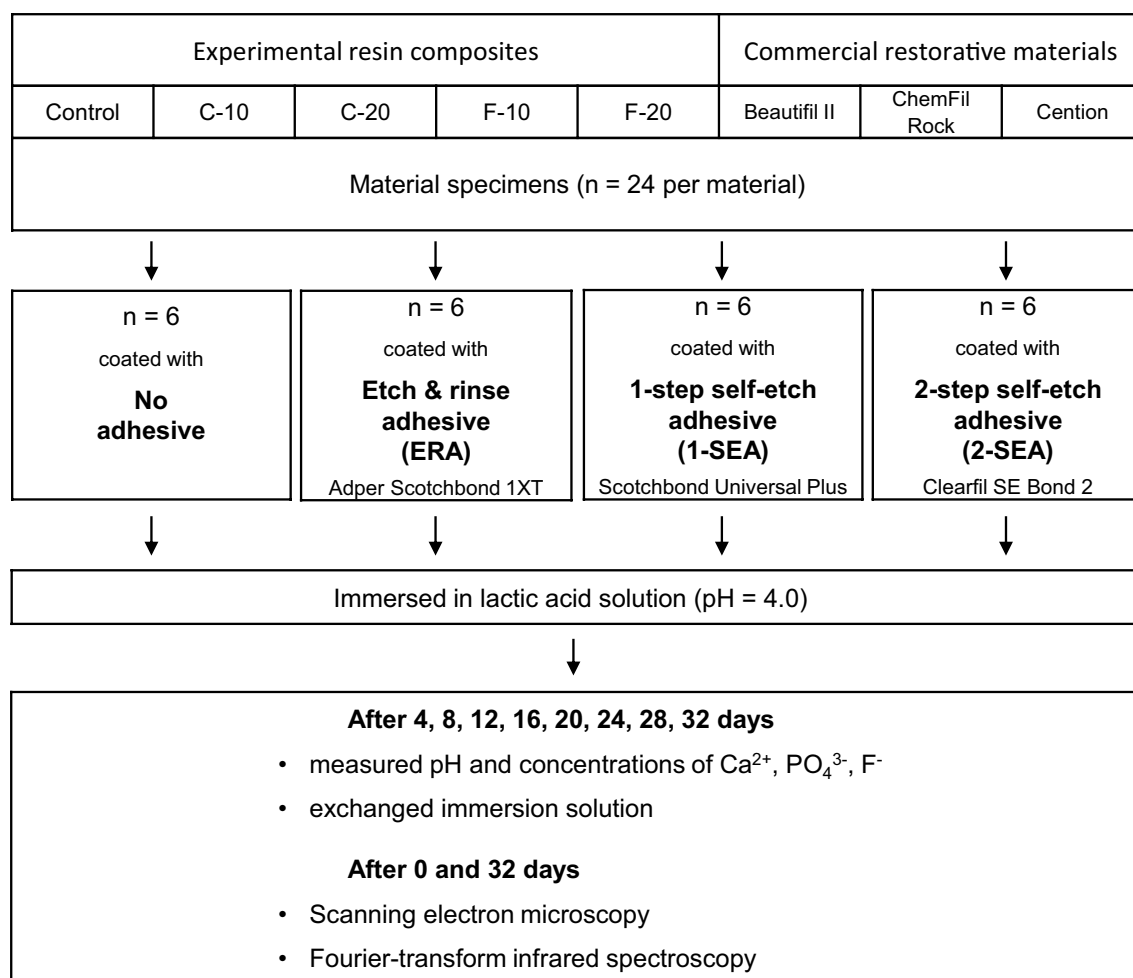 Experimental resin composites
Commercial restorative materials
Control
C-10
C-20
F-10
F-20
Beautifil II
ChemFil
Rock
Cention
Material specimens (n = 24 per material)
n = 6
coated with
No
adhesive
n = 6
coated with
Etch & rinse
adhesive
(ERA)
Adper Scotchbond 1XT
n = 6
coated with
1-step self-etch
adhesive
(1-SEA)
Scotchbond Universal Plus
n = 6
coated with
2-step self-etch
adhesive
(2-SEA)
Clearfil SE Bond 2
Immersed in lactic acid solution (pH = 4.0)
After 4, 8, 12, 16, 20, 24, 28, 32 days
• measured pH and concentrations of Ca²⁺, PO₄³⁻, F⁻
• exchanged immersion solution
After 0 and 32 days
• Scanning electron microscopy
• Fourier-transform infrared spectroscopy